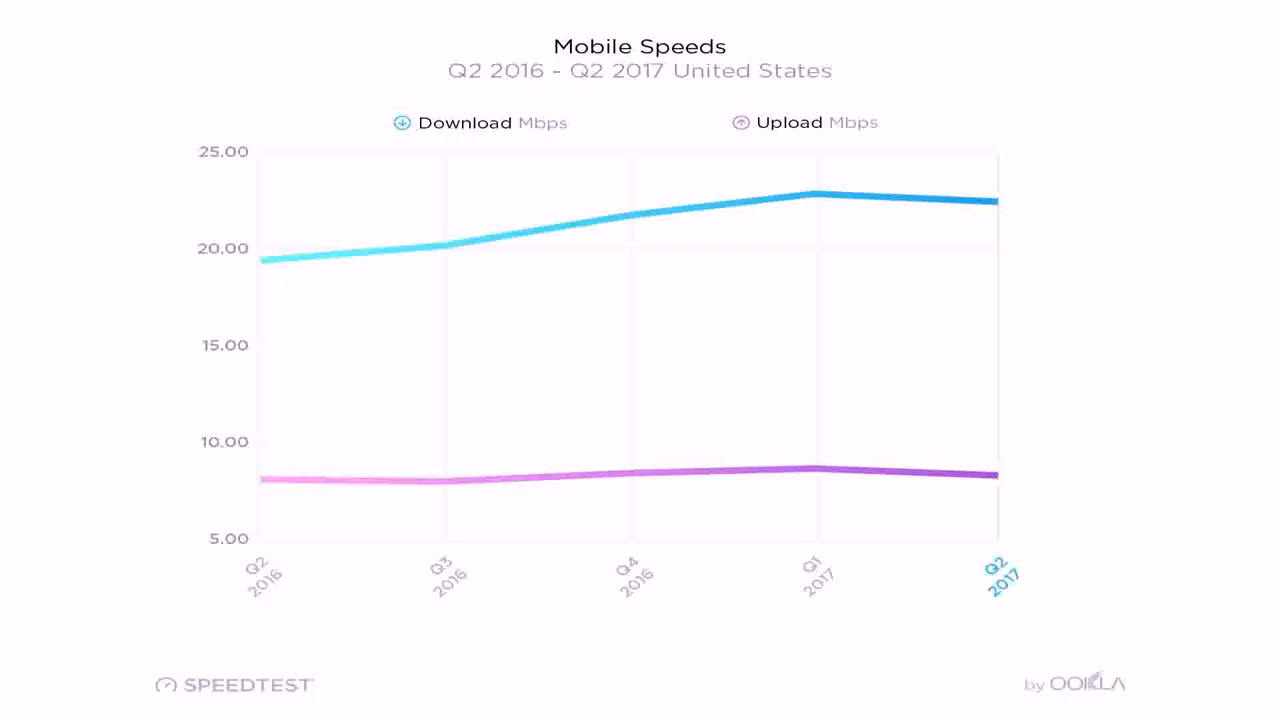 Mobile Speeds
Q2 2016 - Q2 2017 United States
Download Mbps
Upload Mbps
25.00
20.00
15.00
10.00
5.00
Q2
2016
Q3
2016
Q4
2016
Q1
2017
Q2
2017
SPEEDTEST
by OOKLA